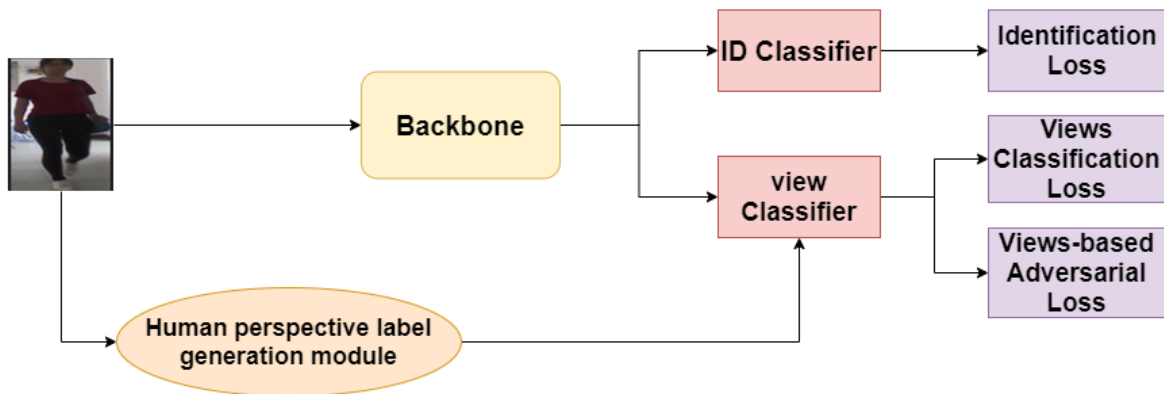 ID Classifier
Identification
Loss
Backbone
Views
Classification
Loss
view
Classifier
Views-based
Adversarial
Loss
Human perspective label
generation module